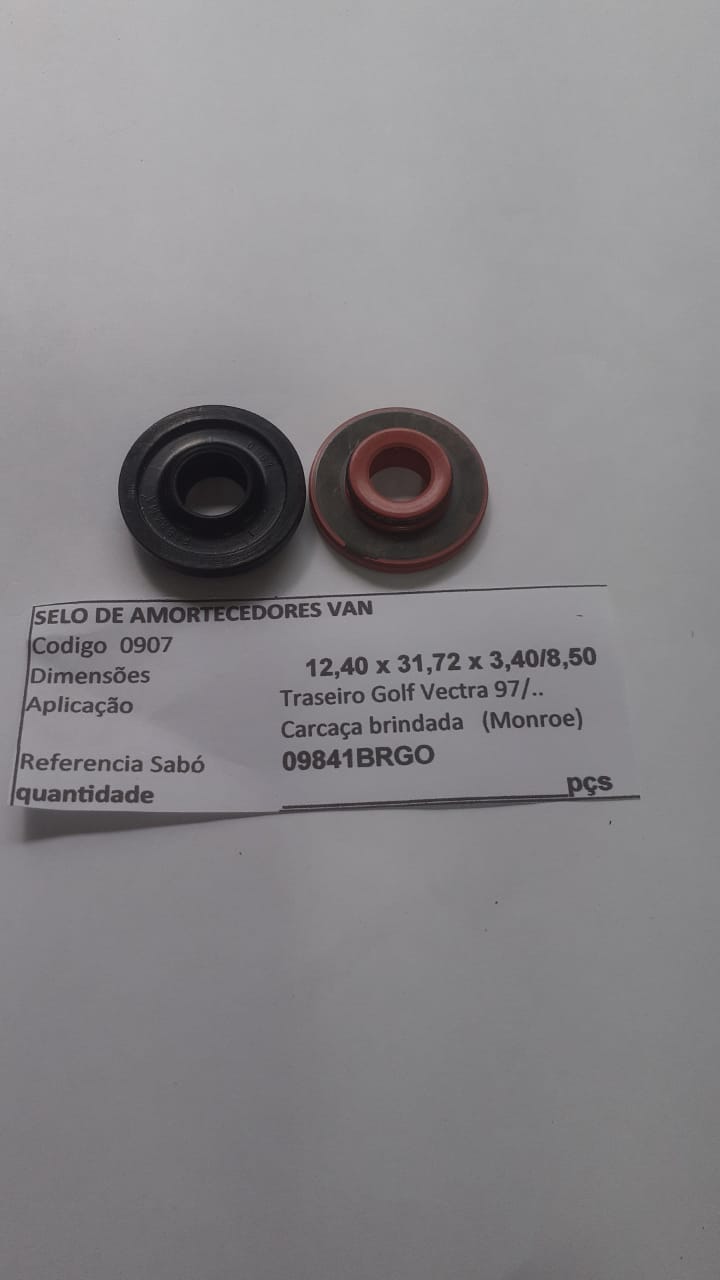 SELO DE AMORTECEDORES VAN
Codigo 0907
Dimensões 12,40 x 31,72 x 3,40/8,50
Aplicação Traseiro Golf Vectra 97/..
Carcaça brindada (Monroe)
Referencia Sabó 09841BRGO
quantidade pçs